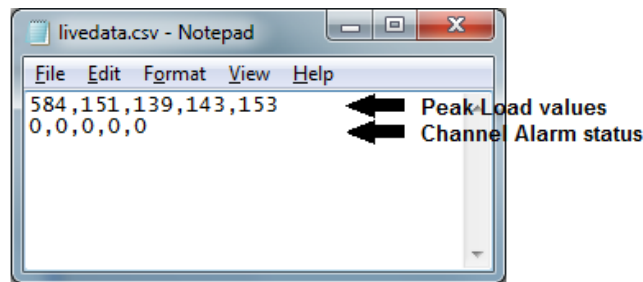 livedata.csv - Notepad
File Edit Format View Help
584,151,139,143,153 Peak Load values
0,0,0,0,0 Channel Alarm status